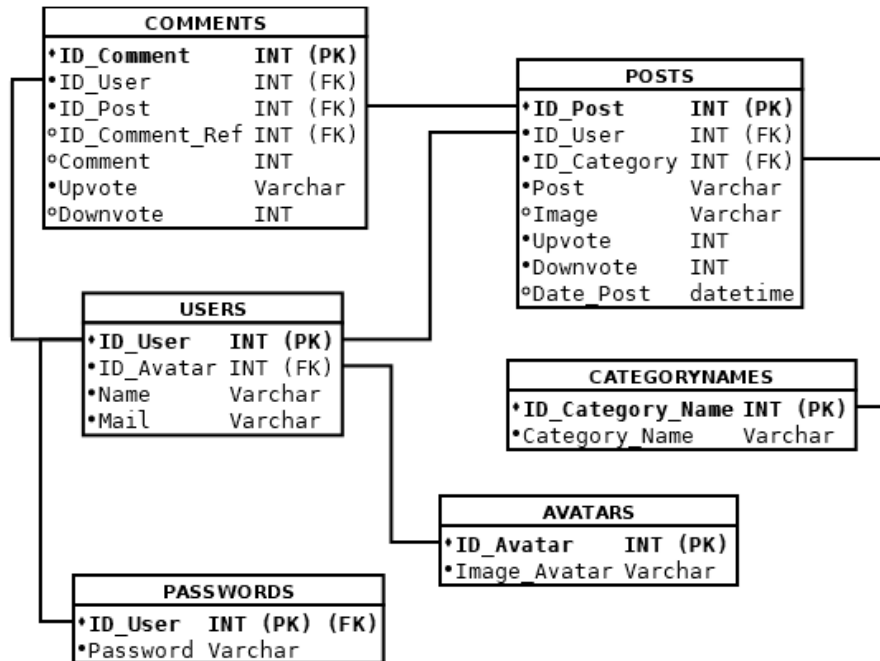 COMMENTS
ID_Comment INT (PK)
ID_User INT (FK)
ID_Post INT (FK)
ID_Comment_Ref INT (FK)
Comment INT
Upvote Varchar
Downvote INT
POSTS
ID_Post INT (PK)
ID_User INT (FK)
ID_Category INT (FK)
Post Varchar
Image Varchar
Upvote INT
Downvote INT
Date_Post datetime
USERS
ID_User INT (PK)
ID_Avatar INT (FK)
Name Varchar
Mail Varchar
CATEGORYNAMES
ID_Category_Name INT (PK)
Category_Name Varchar
AVATARS
ID_Avatar INT (PK)
Image_Avatar Varchar
PASSWORDS
ID_User INT (PK) (FK)
Password Varchar